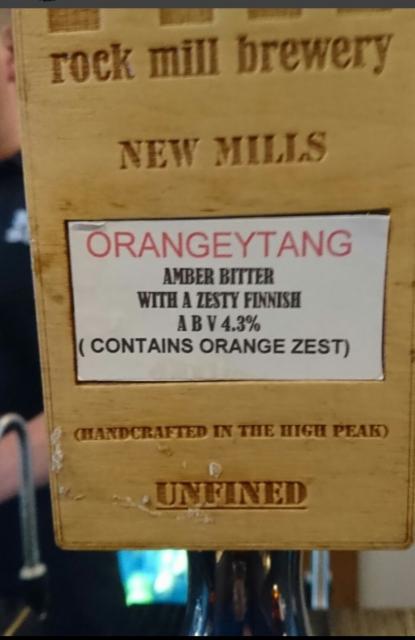 rock mill brewery
NEW MILLS
ORANGEYTANG
AMBER BITTER
WITH A ZESTY FINNISH
A B V 4.3%
( CONTAINS ORANGE ZEST)
(HANDCRAFTED IN THE HIGH PEAK)
UNFINED